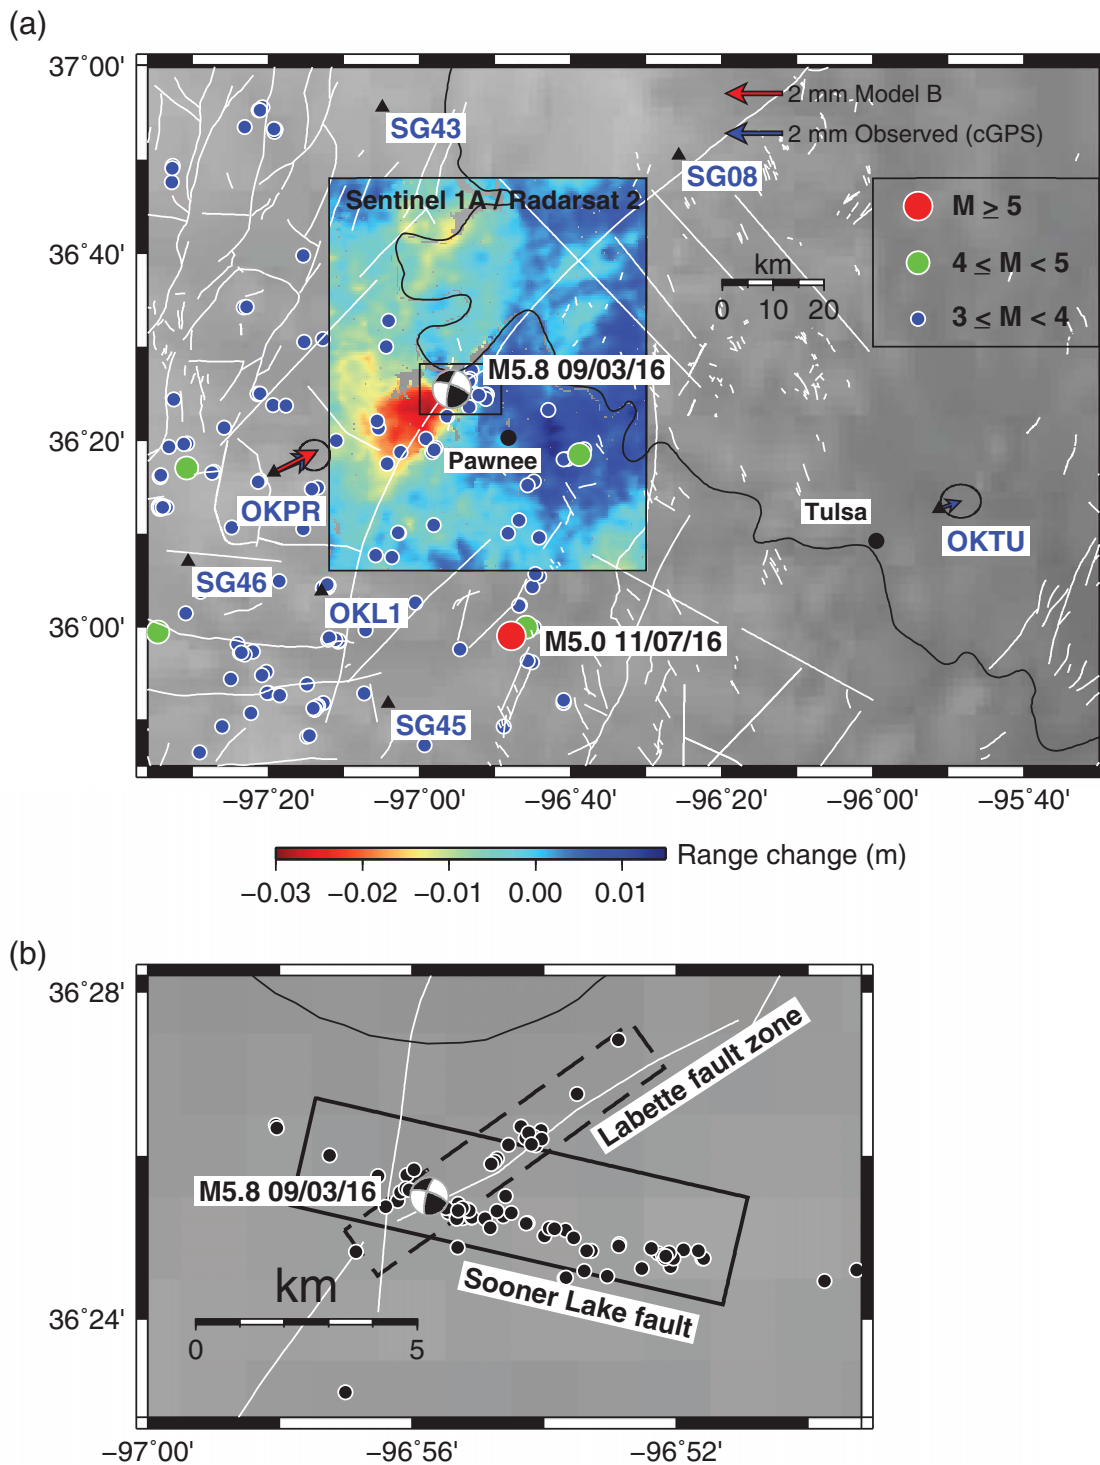 (a)
37°00'
36°40'
36°20'
36°00'
SG43
SG08
2 mm Model B
2 mm Observed (cGPS)
Sentinel 1A / Radarsat 2
M ≥ 5
4 ≤ M < 5
3 ≤ M < 4
km
0 10 20
M5.8 09/03/16
Pawnee
OKPR
Tulsa
OKTU
SG46
OKL1
M5.0 11/07/16
SG45
−97°20' −97°00' −96°40' −96°20' −96°00' −95°40'
Range change (m)
−0.03 −0.02 −0.01 0.00 0.01
(b)
36°28'
36°24'
Labette fault zone
M5.8 09/03/16
Sooner Lake fault
km
0 5
−97°00' −96°56' −96°52'